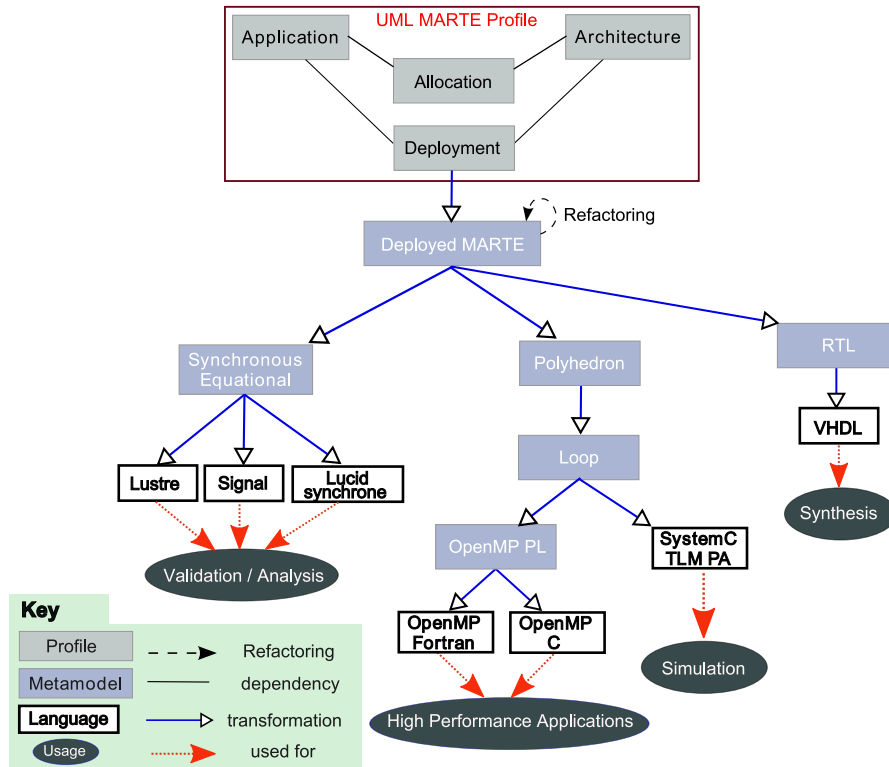 UML MARTE Profile
Application
Architecture
Allocation
Deployment
Refactoring
Deployed MARTE
Synchronous
Equational
Polyhedron
RTL
VHDL
Loop
Lustre
Signal
Lucid
synchrone
Synthesis
OpenMP PL
SystemC
TLM PA
Validation / Analysis
OpenMP
Fortran
OpenMP
C
Simulation
High Performance Applications
Key
Profile
Refactoring
Metamodel
dependency
Language
transformation
Usage
used for